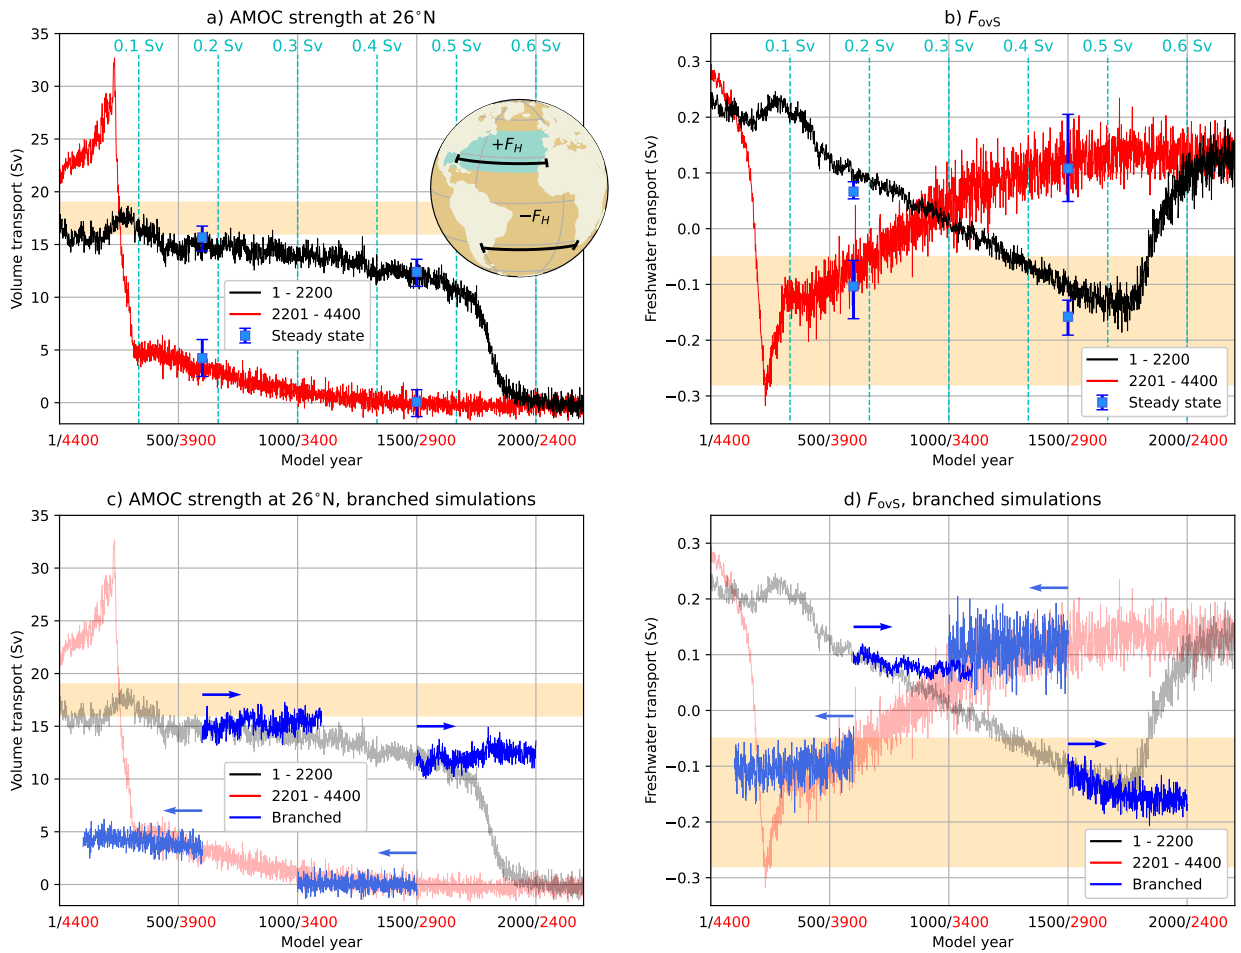 a) AMOC strength at 26°N
35
30
25
20
15
10
5
0
Volume transport (Sv)
0.1 Sv
0.2 Sv
0.3 Sv
0.4 Sv
0.5 Sv
0.6 Sv
+F_H
−F_H
1 - 2200
2201 - 4400
Steady state
1/4400
500/3900
1000/3400
1500/2900
2000/2400
Model year
b) F_ovS
0.3
0.2
0.1
0.0
−0.1
−0.2
−0.3
Freshwater transport (Sv)
0.1 Sv
0.2 Sv
0.3 Sv
0.4 Sv
0.5 Sv
0.6 Sv
1 - 2200
2201 - 4400
Steady state
1/4400
500/3900
1000/3400
1500/2900
2000/2400
Model year
c) AMOC strength at 26°N, branched simulations
35
30
25
20
15
10
5
0
Volume transport (Sv)
1 - 2200
2201 - 4400
Branched
1/4400
500/3900
1000/3400
1500/2900
2000/2400
Model year
d) F_ovS, branched simulations
0.3
0.2
0.1
0.0
−0.1
−0.2
−0.3
Freshwater transport (Sv)
1 - 2200
2201 - 4400
Branched
1/4400
500/3900
1000/3400
1500/2900
2000/2400
Model year